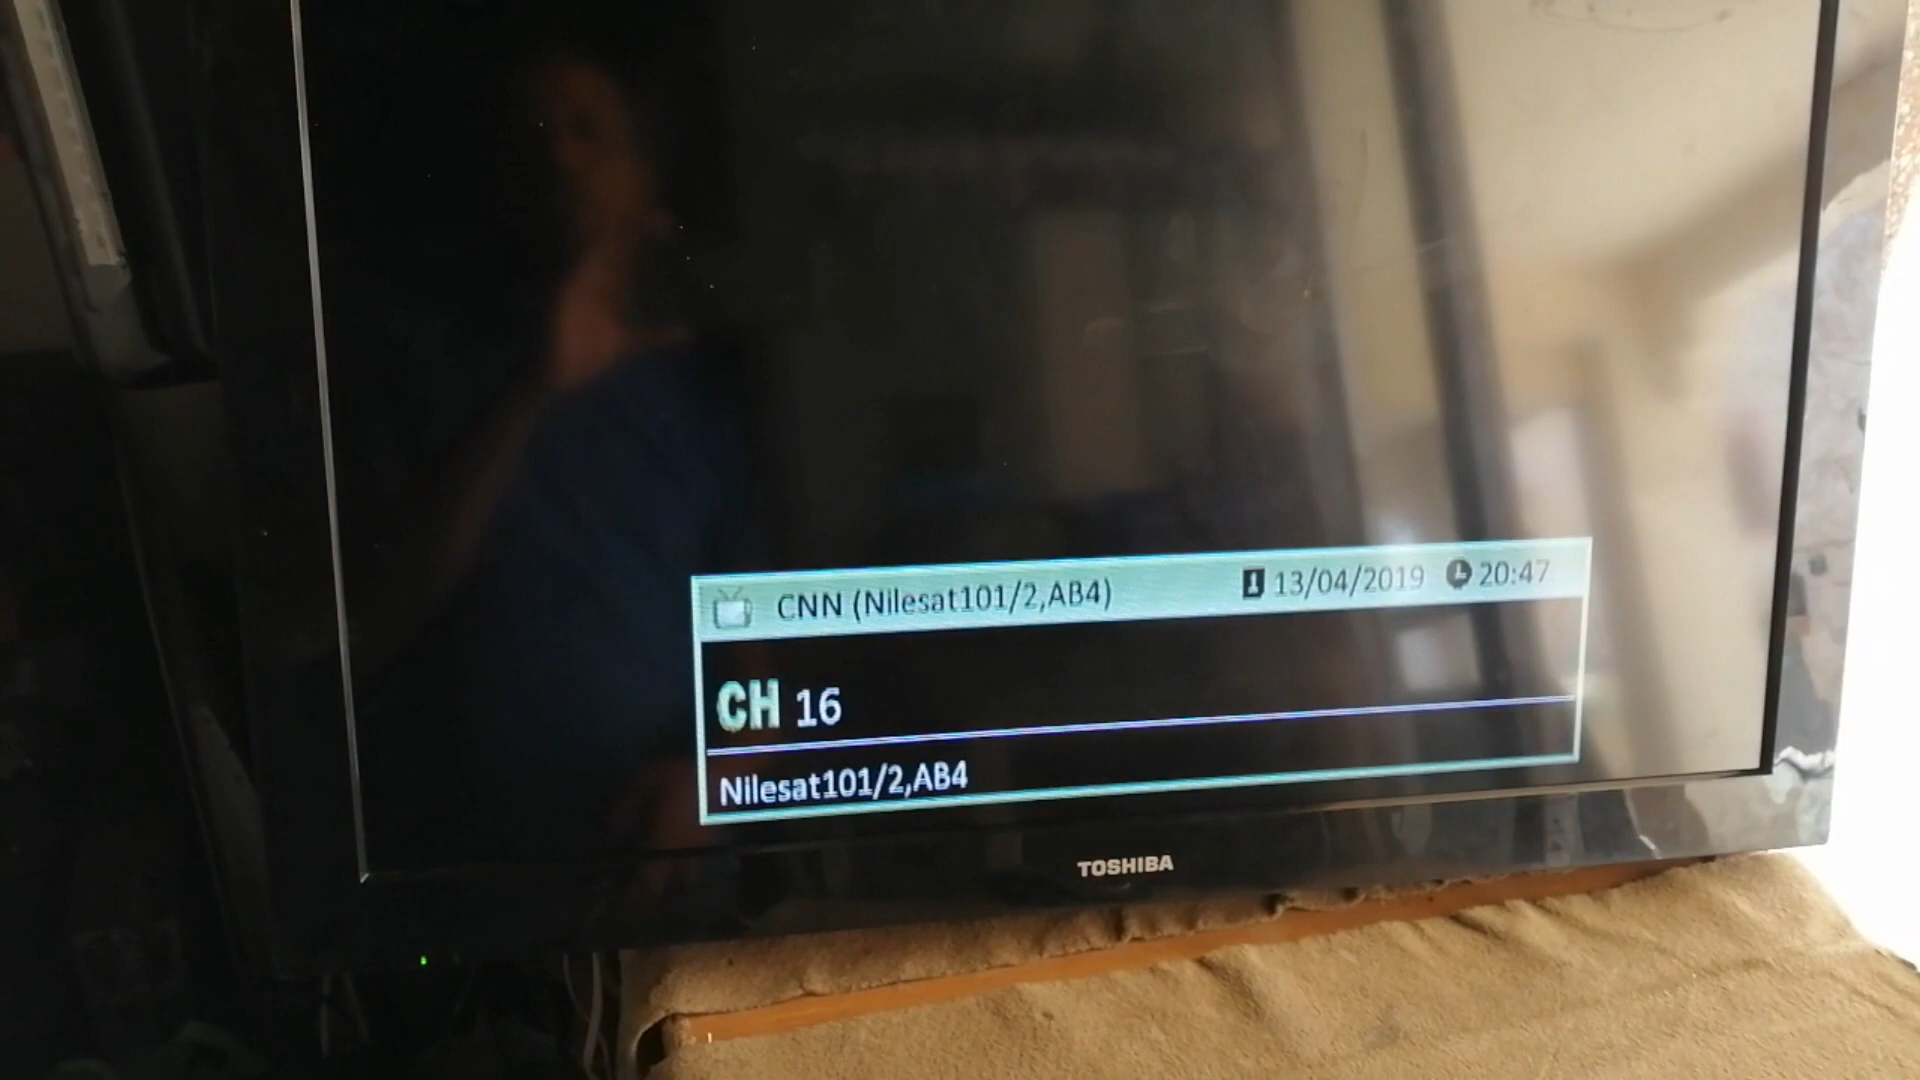 CNN (Nilesat101/2,AB4) 13/04/2019 20:47
CH 16
Nilesat101/2,AB4
TOSHIBA